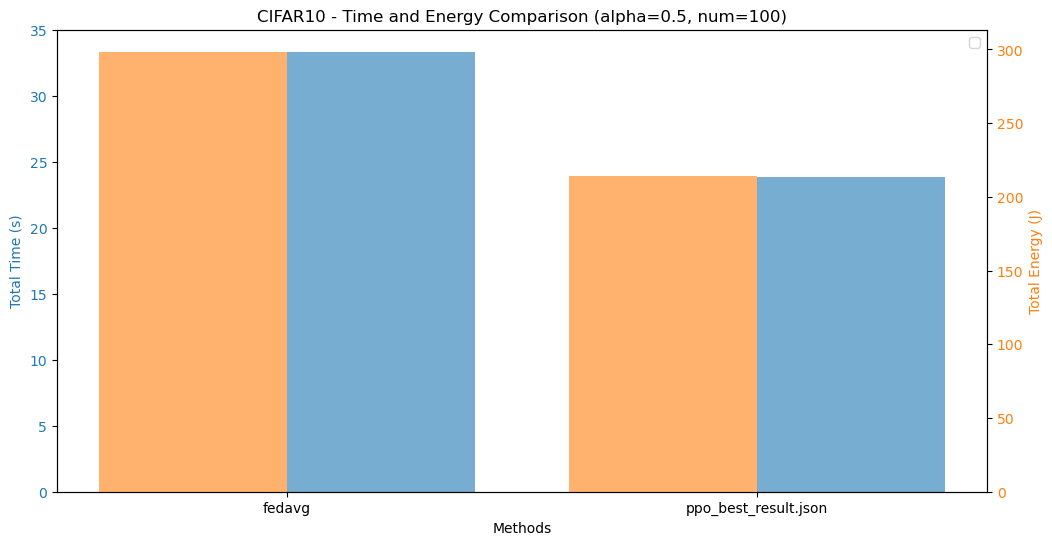 CIFAR10 - Time and Energy Comparison (alpha=0.5, num=100)
Total Time (s)
35
30
25
20
15
10
5
0
300
250
200
150
100
50
0
Total Energy (J)
fedavg
ppo_best_result.json
Methods